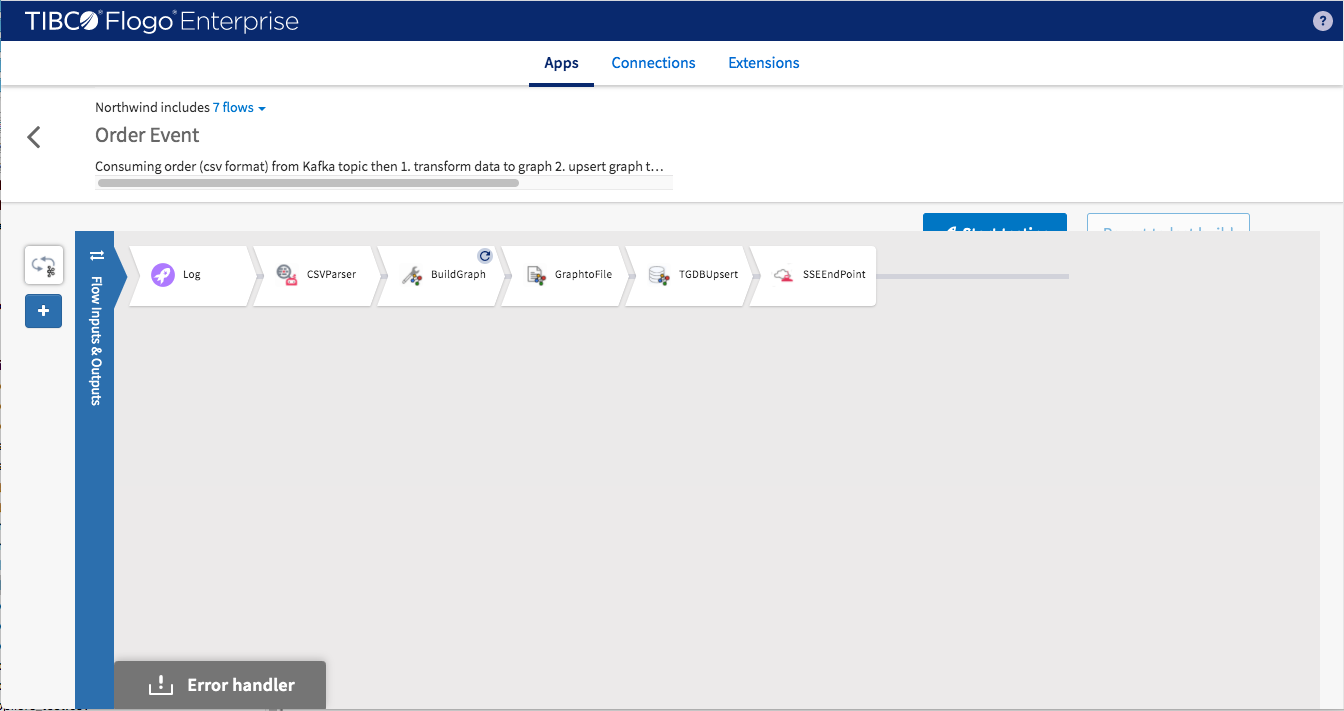 TIBCO® Flogo® Enterprise
?
Apps Connections Extensions
Northwind includes 7 flows
Order Event
Consuming order (csv format) from Kafka topic then 1. transform data to graph 2. upsert graph t...
Flow Inputs & Outputs
Log CSVParser BuildGraph GraphtoFile TGDBUpsert SSEEndPoint
+
Error handler